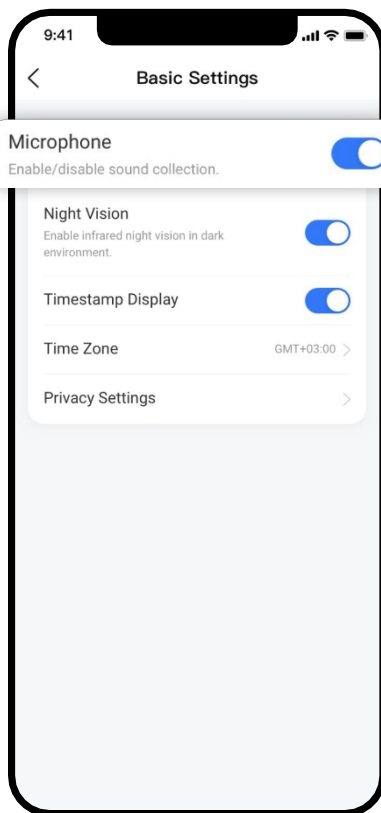 9:41
Basic Settings
Microphone
Enable/disable sound collection.
Night Vision
Enable infrared night vision in dark
environment.
Timestamp Display
Time Zone
GMT+03:00
Privacy Settings